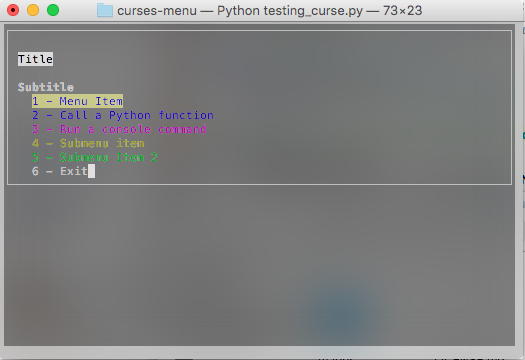 curses-menu — Python testing_curse.py — 73×23
Title
Subtitle
1 - Menu Item
2 - Call a Python function
3 - Run a console command
4 - Submenu item
5 - Submenu item 2
6 - Exit